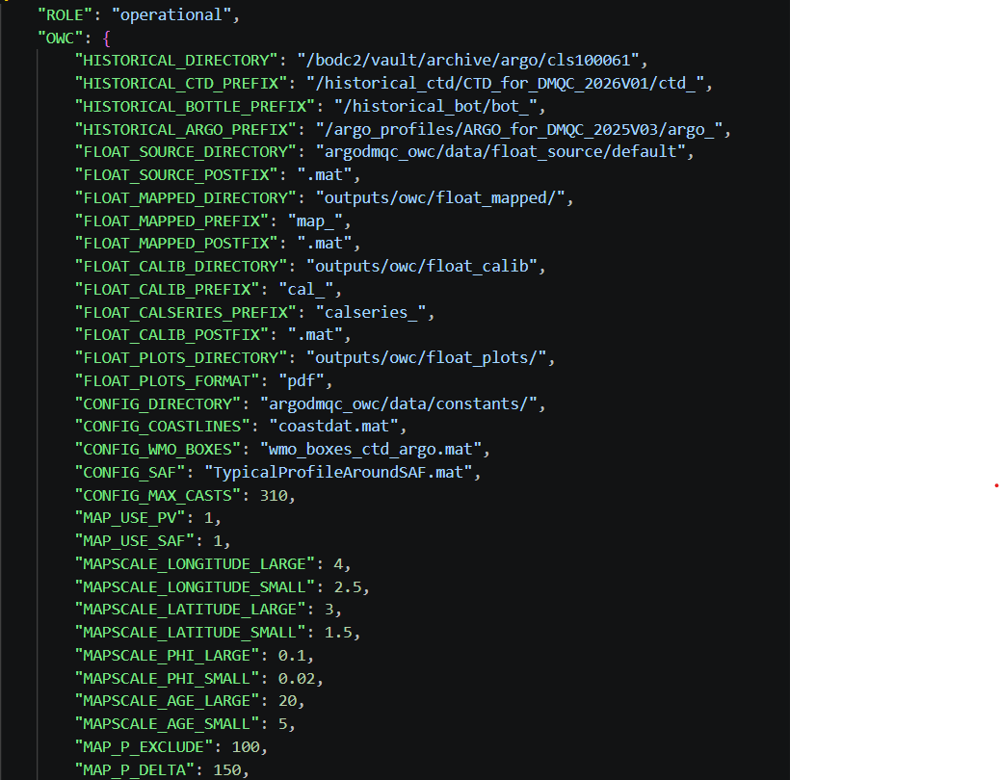 "ROLE": "operational",
"OWC": {
"HISTORICAL_DIRECTORY": "/bodc2/vault/archive/argo/cls100061",
"HISTORICAL_CTD_PREFIX": "/historical_ctd/CTD_for_DMQC_2026V01/ctd_",
"HISTORICAL_BOTTLE_PREFIX": "/historical_bot/bot_",
"HISTORICAL_ARGO_PREFIX": "/argo_profiles/ARGO_for_DMQC_2025V03/argo_",
"FLOAT_SOURCE_DIRECTORY": "argodmqc_owc/data/float_source/default",
"FLOAT_SOURCE_POSTFIX": ".mat",
"FLOAT_MAPPED_DIRECTORY": "outputs/owc/float_mapped/",
"FLOAT_MAPPED_PREFIX": "map_",
"FLOAT_MAPPED_POSTFIX": ".mat",
"FLOAT_CALIB_DIRECTORY": "outputs/owc/float_calib",
"FLOAT_CALIB_PREFIX": "cal_",
"FLOAT_CALSERIES_PREFIX": "calseries_",
"FLOAT_CALIB_POSTFIX": ".mat",
"FLOAT_PLOTS_DIRECTORY": "outputs/owc/float_plots/",
"FLOAT_PLOTS_FORMAT": "pdf",
"CONFIG_DIRECTORY": "argodmqc_owc/data/constants/",
"CONFIG_COASTLINES": "coastdat.mat",
"CONFIG_WMO_BOXES": "wmo_boxes_ctd_argo.mat",
"CONFIG_SAF": "TypicalProfileAroundSAF.mat",
"CONFIG_MAX_CASTS": 310,
"MAP_USE_PV": 1,
"MAP_USE_SAF": 1,
"MAPSCALE_LONGITUDE_LARGE": 4,
"MAPSCALE_LONGITUDE_SMALL": 2.5,
"MAPSCALE_LATITUDE_LARGE": 3,
"MAPSCALE_LATITUDE_SMALL": 1.5,
"MAPSCALE_PHI_LARGE": 0.1,
"MAPSCALE_PHI_SMALL": 0.02,
"MAPSCALE_AGE_LARGE": 20,
"MAPSCALE_AGE_SMALL": 5,
"MAP_P_EXCLUDE": 100,
"MAP_P_DELTA": 150,